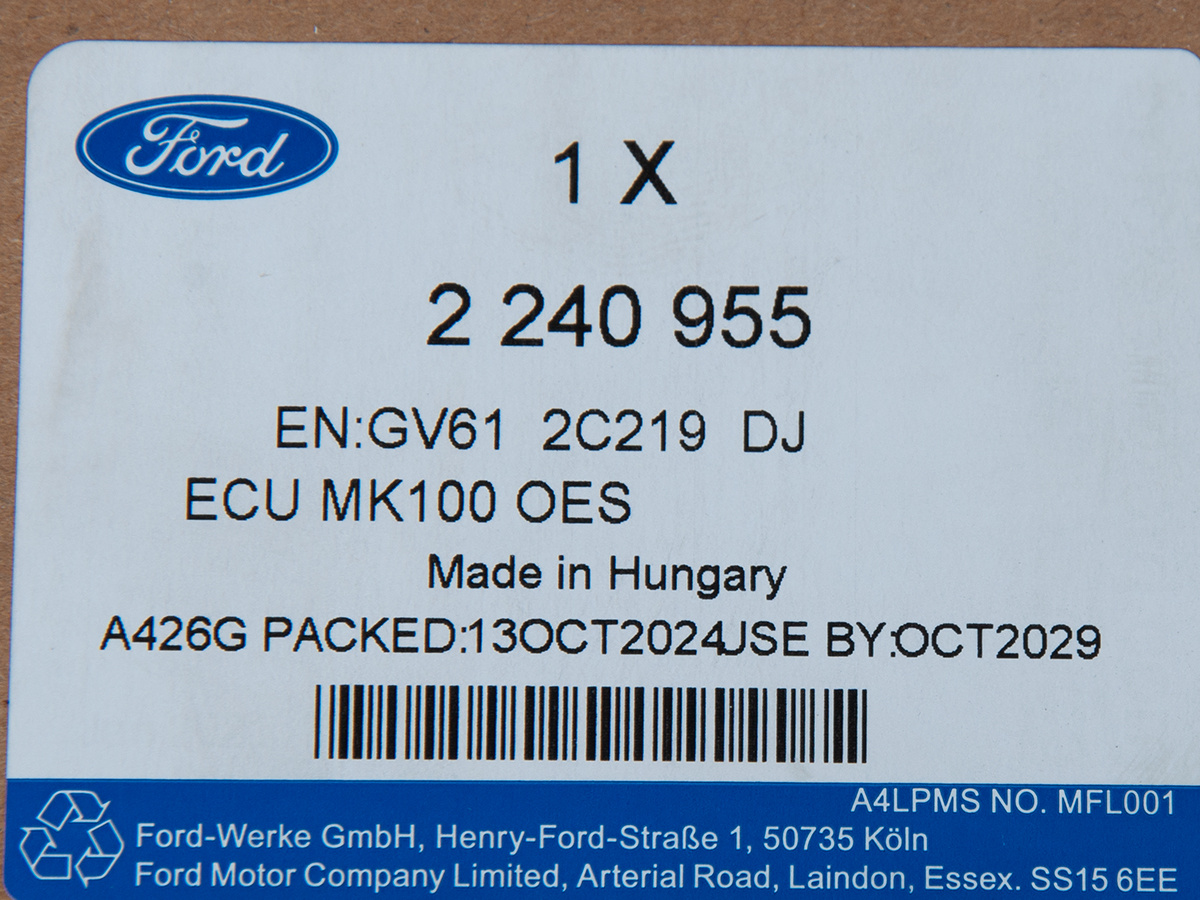 Ford
1 X
2 240 955
EN:GV61 2C219 DJ
ECU MK100 OES
Made in Hungary
A426G PACKED:13OCT2024JSE BY:OCT2029
A4LPMS NO. MFL001
Ford-Werke GmbH, Henry-Ford-Straße 1, 50735 Köln
Ford Motor Company Limited, Arterial Road, Laindon, Essex. SS15 6EE